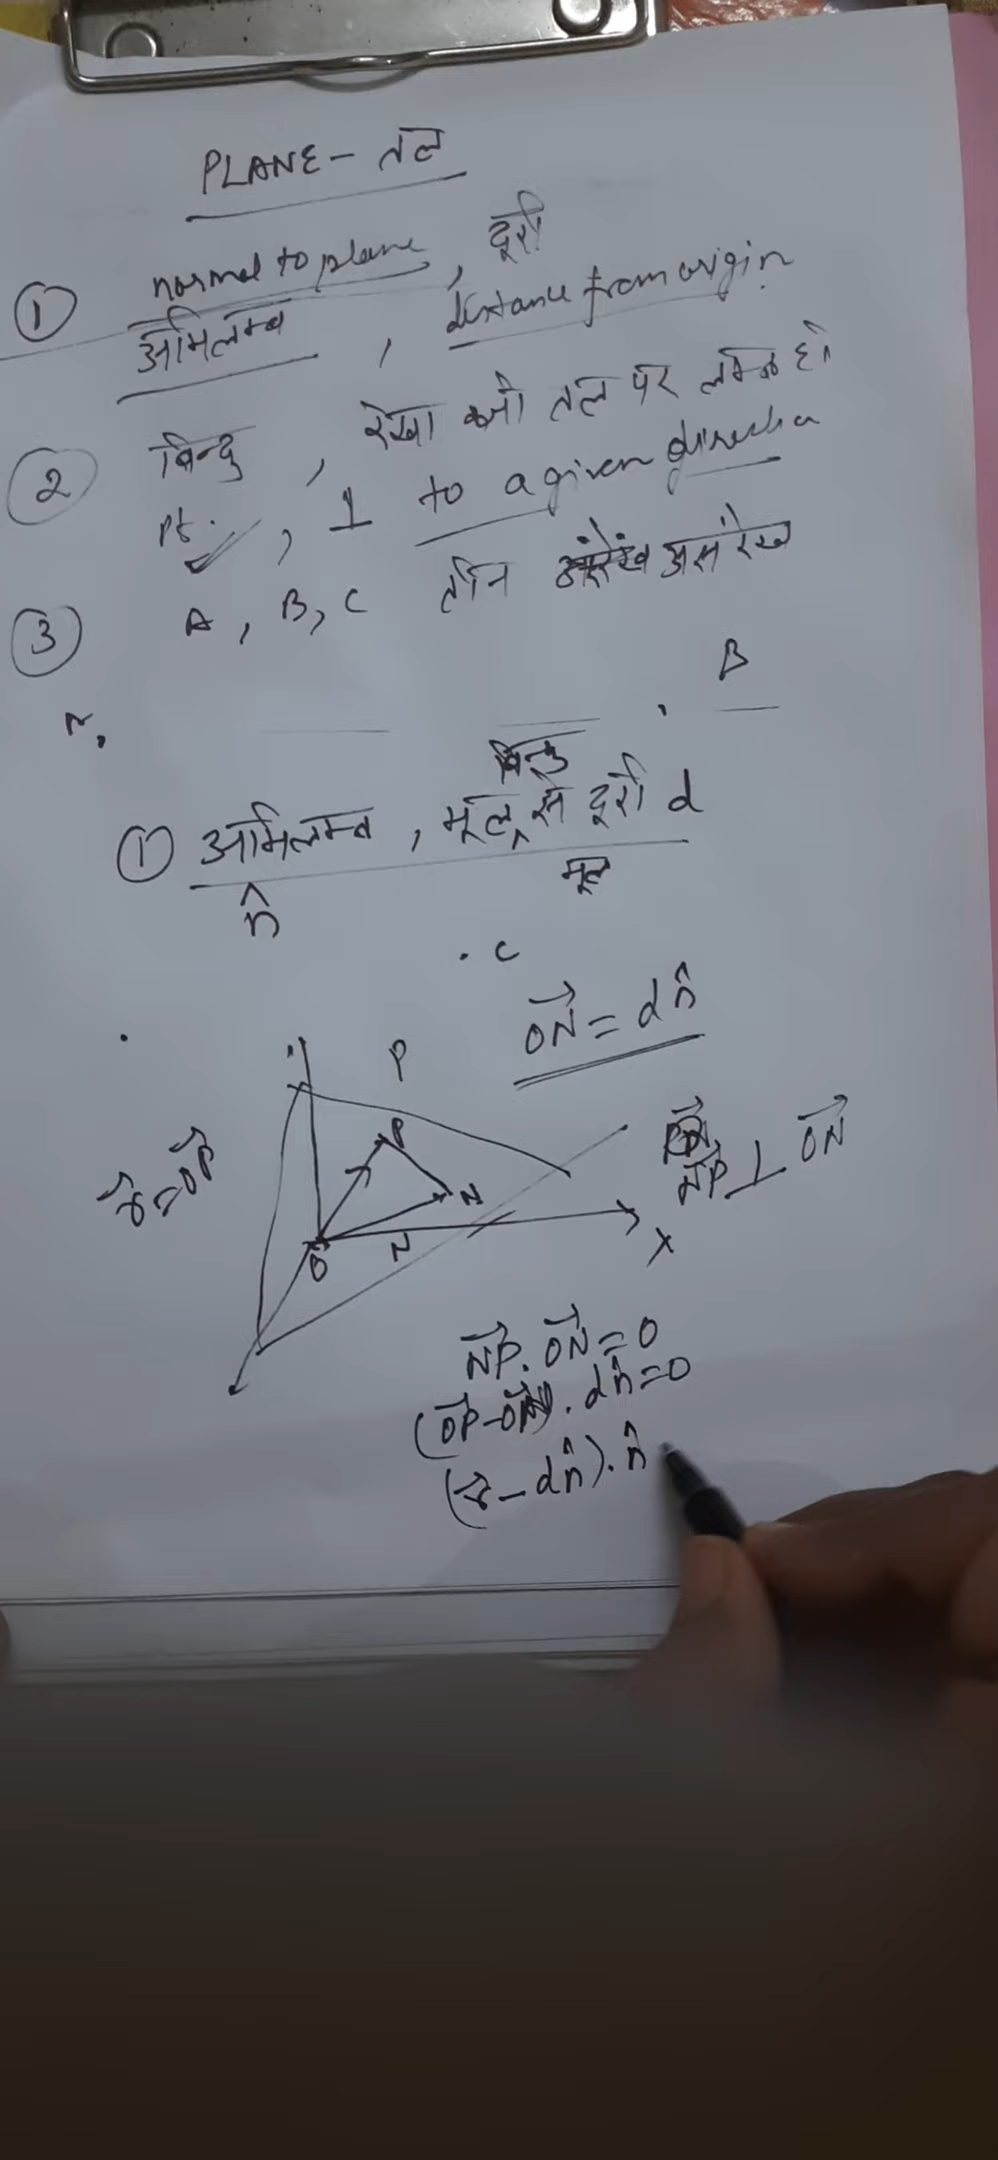 PLANE - तल
① normal to plane, दूरी
अभिलम्ब, distance from origin
② बिन्दु, रेखा जो तल पर लम्ब हो
pt. ✓, ⊥ to a given direction
③ A, B, C तीन असंरेख
B
बिन्दु
① अभिलम्ब, मूल से दूरी d
n̂ मूल
. C
ON⃗ = d n̂
P
r⃗ = OP⃗
P
N
O N X
NP⃗ ⊥ ON⃗
NP⃗ . ON⃗ = 0
(OP⃗ - ON⃗) . d n̂ = 0
(r⃗ - d n̂) . n̂